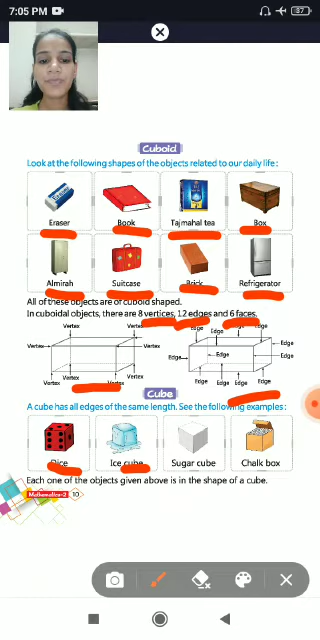 7:05 PM
87
Cuboid
Look at the following shapes of the objects related to our daily life:
Eraser
Book
Tajmahal tea
Box
Almirah
Suitcase
Brick
Refrigerator
All of these objects are of cuboid shaped.
In cuboidal objects, there are 8 vertices, 12 edges and 6 faces.
Vertex Vertex Edge Edge Edge Edge
Vertex Vertex Edge
Edge Edge Edge
Vertex Vertex Vertex Edge Edge Edge Edge
Cube
A cube has all edges of the same length. See the following examples:
Dice
Ice cube
Sugar cube
Chalk box
Each one of the objects given above is in the shape of a cube.
Mathematics-2 10